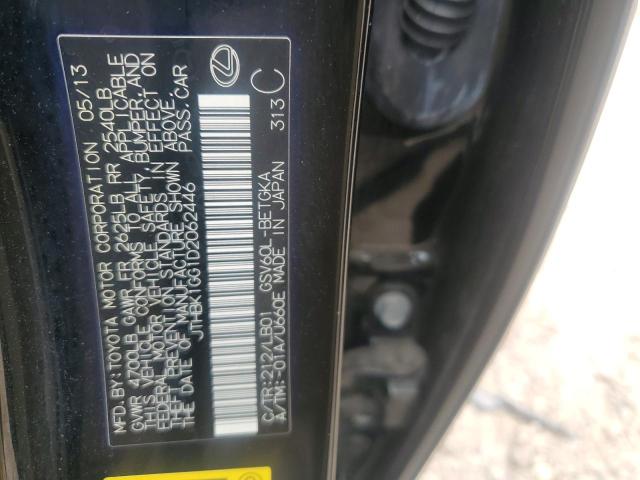 MFD. BY: TOYOTA MOTOR CORPORATION 05/13
GVWR 4700LB GAWR FR 2625LB RR 2540LB
THIS VEHICLE CONFORMS TO ALL APPLICABLE
FEDERAL MOTOR VEHICLE SAFETY, BUMPER, AND
THEFT PREVENTION STANDARDS IN EFFECT ON
THE DATE OF MANUFACTURE SHOWN ABOVE.
JTHBK1GG1D2062446 PASS. CAR
C/TR: 212/LB01 GSV60L-BETGKA
A/TM: -01A/U660E MADE IN JAPAN 313 C